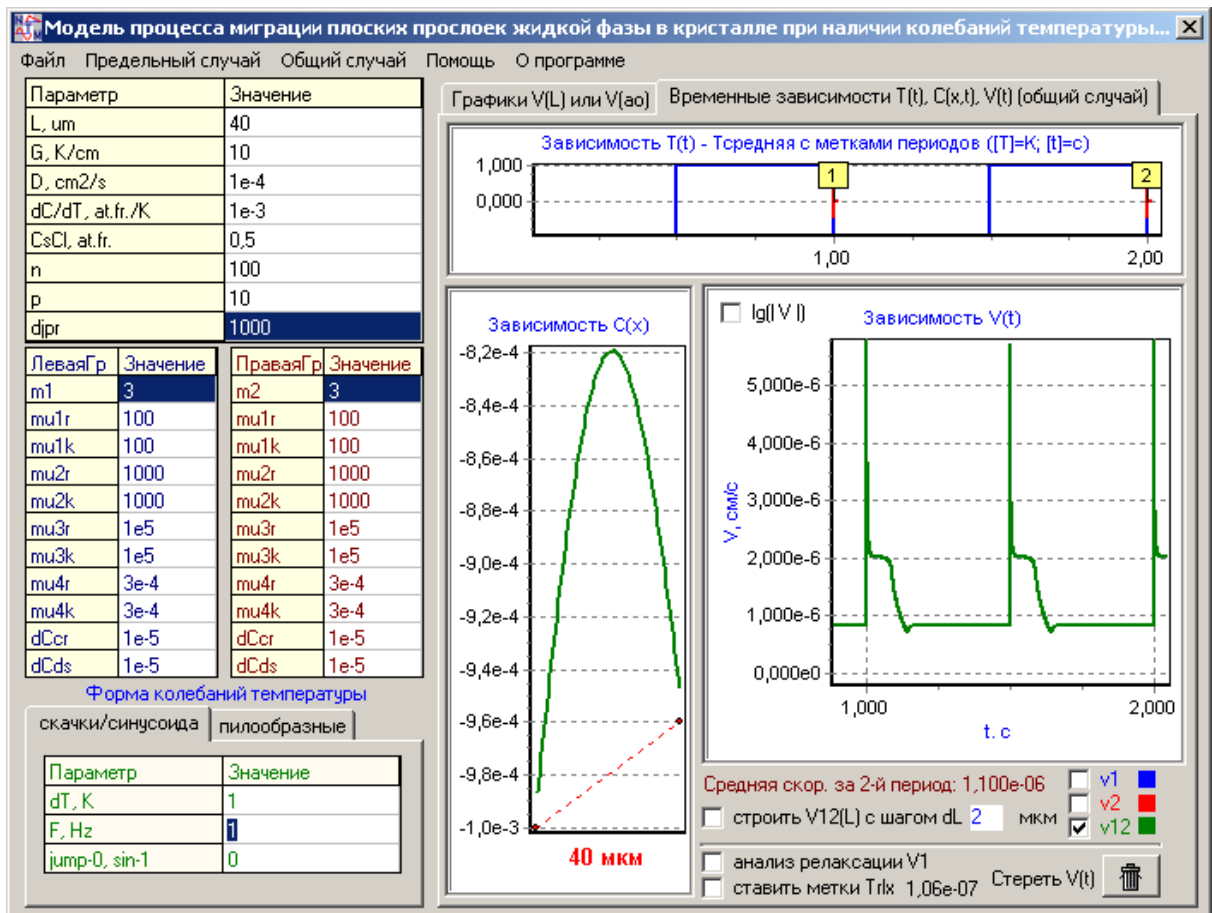 Модель процесса миграции плоских прослоек жидкой фазы в кристалле при наличии колебаний температуры...
Файл Предельный случай Общий случай Помощь О программе
Параметр Значение
L, um 40
G, K/cm 10
D, cm2/s 1e-4
dC/dT, at.fr./K 1e-3
CsCl, at.fr. 0,5
n 100
p 10
djpr 1000
ЛеваяГр Значение
m1 3
mu1r 100
mu1k 100
mu2r 1000
mu2k 1000
mu3r 1e5
mu3k 1e5
mu4r 3e-4
mu4k 3e-4
dCcr 1e-5
dCds 1e-5
ПраваяГр Значение
m2 3
mu1r 100
mu1k 100
mu2r 1000
mu2k 1000
mu3r 1e5
mu3k 1e5
mu4r 3e-4
mu4k 3e-4
dCcr 1e-5
dCds 1e-5
Форма колебаний температуры
скачки/синусоида пилообразные
Параметр Значение
dT, K 1
F, Hz 1
jump-0, sin-1 0
Графики V(L) или V(ao) Временные зависимости T(t), C(x,t), V(t) (общий случай)
Зависимость T(t) - Тсредняя с метками периодов ([T]=K; [t]=c)
1,000
0,000
1 2
1,00 2,00
Зависимость C(x)
-8,2e-4
-8,4e-4
-8,6e-4
-8,8e-4
-9,0e-4
-9,2e-4
-9,4e-4
-9,6e-4
-9,8e-4
-1,0e-3
40 мкм
lg(| V |) Зависимость V(t)
5,000e-6
4,000e-6
3,000e-6
2,000e-6
1,000e-6
0,000e0
V, см/с
1,000 2,000
t. c
Средняя скор. за 2-й период: 1,100e-06
v1
v2
v12
строить V12(L) с шагом dL 2 мкм
анализ релаксации V1
ставить метки Trlx 1,06e-07 Стереть V(t)